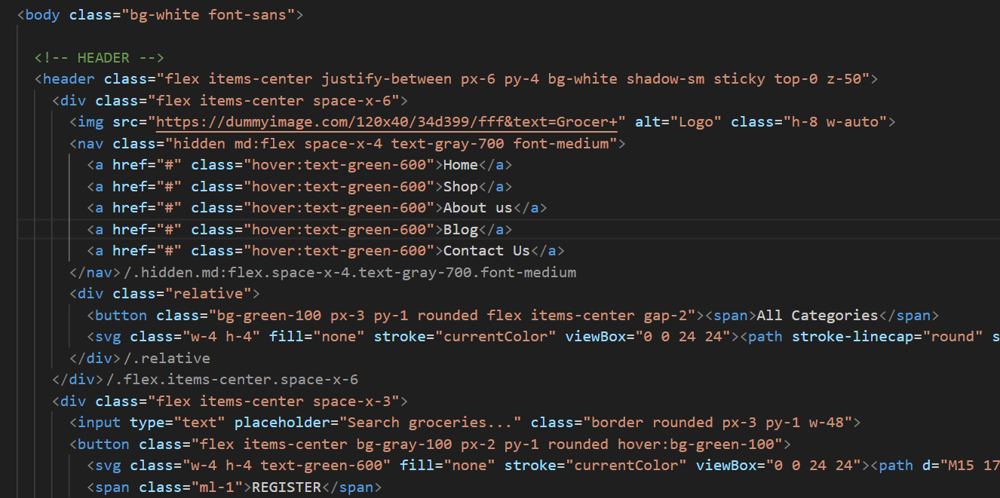 <body class="bg-white font-sans">
<!-- HEADER -->
<header class="flex items-center justify-between px-6 py-4 bg-white shadow-sm sticky top-0 z-50">
<div class="flex items-center space-x-6">
<img src="https://dummyimage.com/120x40/34d399/fff&text=Grocer+" alt="Logo" class="h-8 w-auto">
<nav class="hidden md:flex space-x-4 text-gray-700 font-medium">
<a href="#" class="hover:text-green-600">Home</a>
<a href="#" class="hover:text-green-600">Shop</a>
<a href="#" class="hover:text-green-600">About us</a>
<a href="#" class="hover:text-green-600">Blog</a>
<a href="#" class="hover:text-green-600">Contact Us</a>
</nav>/.hidden.md:flex.space-x-4.text-gray-700.font-medium
<div class="relative">
<button class="bg-green-100 px-3 py-1 rounded flex items-center gap-2"><span>All Categories</span>
<svg class="w-4 h-4" fill="none" stroke="currentColor" viewBox="0 0 24 24"><path stroke-linecap="round" s
</div>/.relative
</div>/.flex.items-center.space-x-6
<div class="flex items-center space-x-3">
<input type="text" placeholder="Search groceries..." class="border rounded px-3 py-1 w-48">
<button class="flex items-center bg-gray-100 px-2 py-1 rounded hover:bg-green-100">
<svg class="w-4 h-4 text-green-600" fill="none" stroke="currentColor" viewBox="0 0 24 24"><path d="M15 17
<span class="ml-1">REGISTER</span>